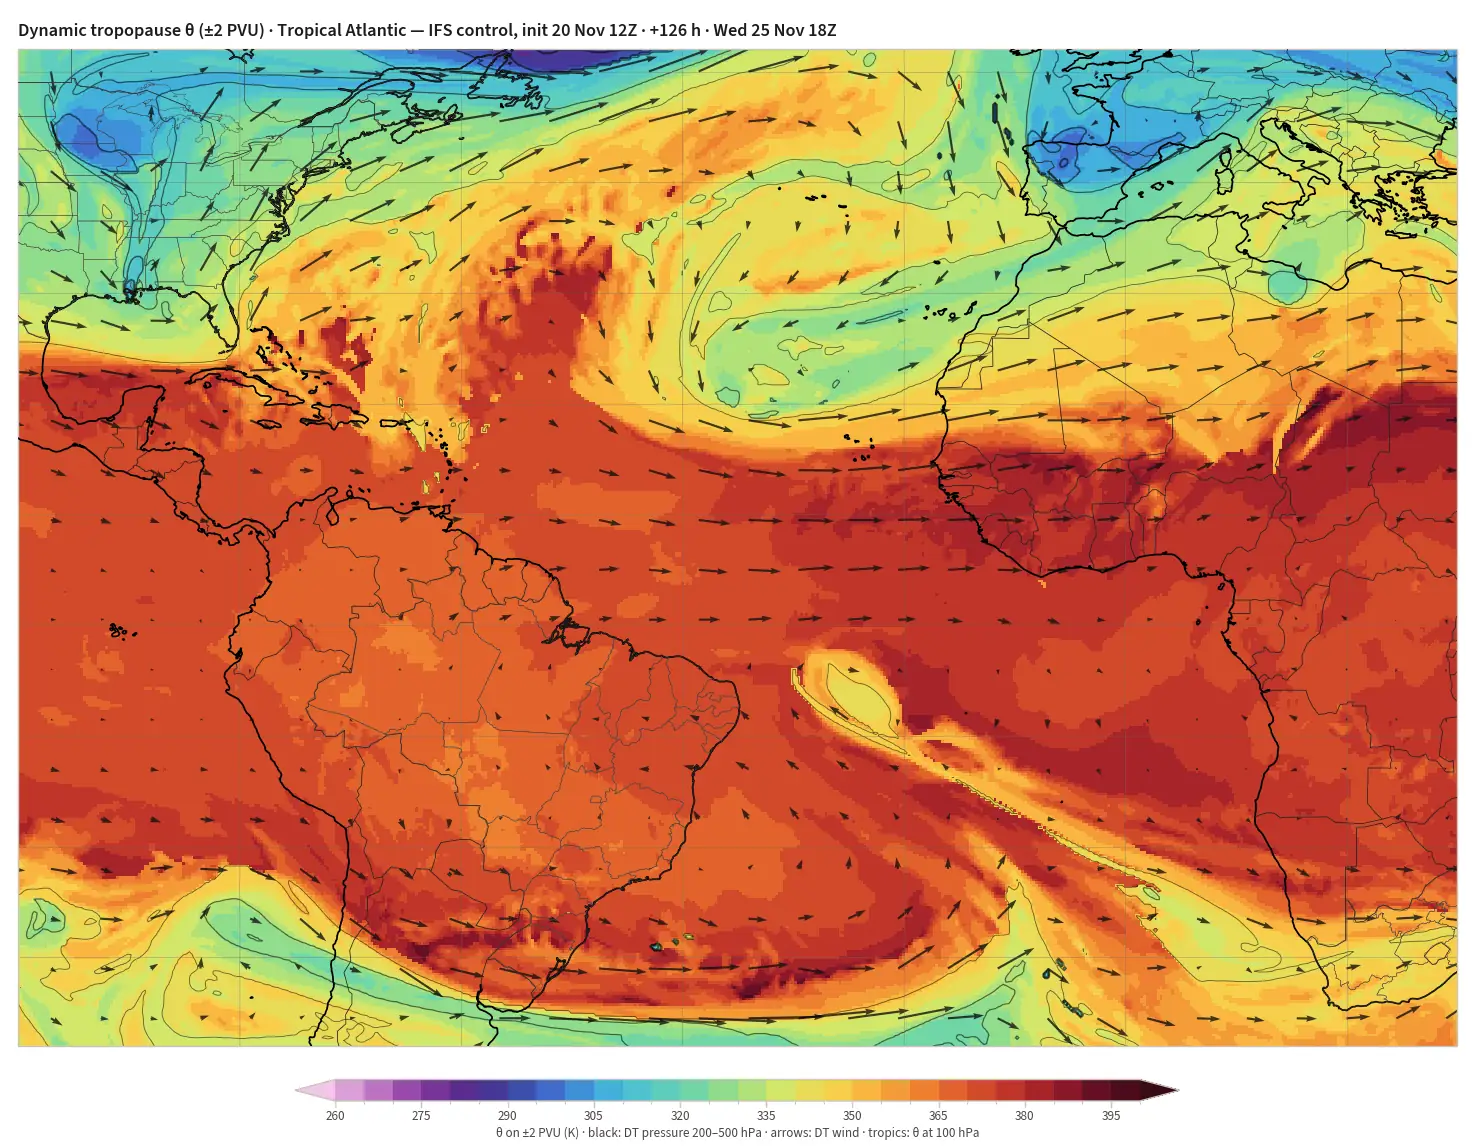 Dynamic tropopause θ (±2 PVU) · Tropical Atlantic — IFS control, init 20 Nov 12Z · +126 h · Wed 25 Nov 18Z
260 275 290 305 320 335 350 365 380 395
θ on ±2 PVU (K) · black: DT pressure 200–500 hPa · arrows: DT wind · tropics: θ at 100 hPa